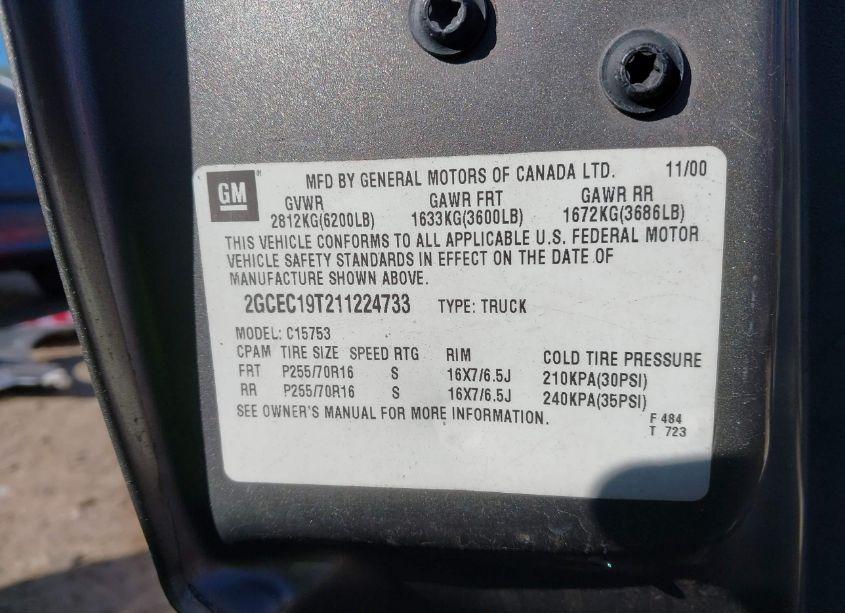 GM
MFD BY GENERAL MOTORS OF CANADA LTD. 11/00
GVWR GAWR FRT GAWR RR
2812KG(6200LB) 1633KG(3600LB) 1672KG(3686LB)
THIS VEHICLE CONFORMS TO ALL APPLICABLE U.S. FEDERAL MOTOR
VEHICLE SAFETY STANDARDS IN EFFECT ON THE DATE OF
MANUFACTURE SHOWN ABOVE.
2GCEC19T211224733 TYPE: TRUCK
MODEL: C15753
CPAM TIRE SIZE SPEED RTG RIM COLD TIRE PRESSURE
FRT P255/70R16 S 16X7/6.5J 210KPA(30PSI)
RR P255/70R16 S 16X7/6.5J 240KPA(35PSI)
SEE OWNER'S MANUAL FOR MORE INFORMATION.
F 484
T 723